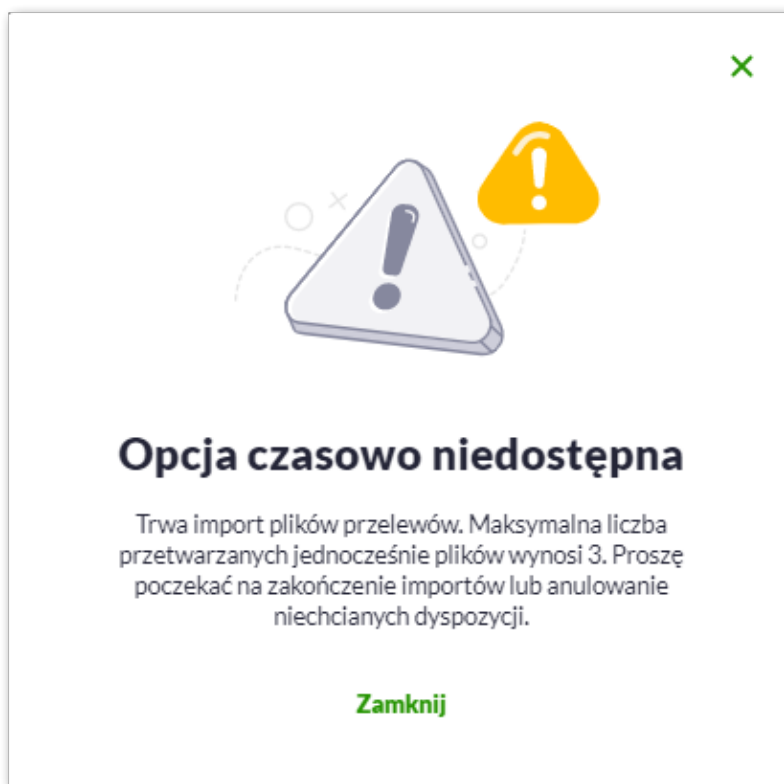 Opcja czasowo niedostępna
Trwa import plików przelewów. Maksymalna liczba
przetwarzanych jednocześnie plików wynosi 3. Proszę
poczekać na zakończenie importów lub anulowanie
niechcianych dyspozycji.
Zamknij